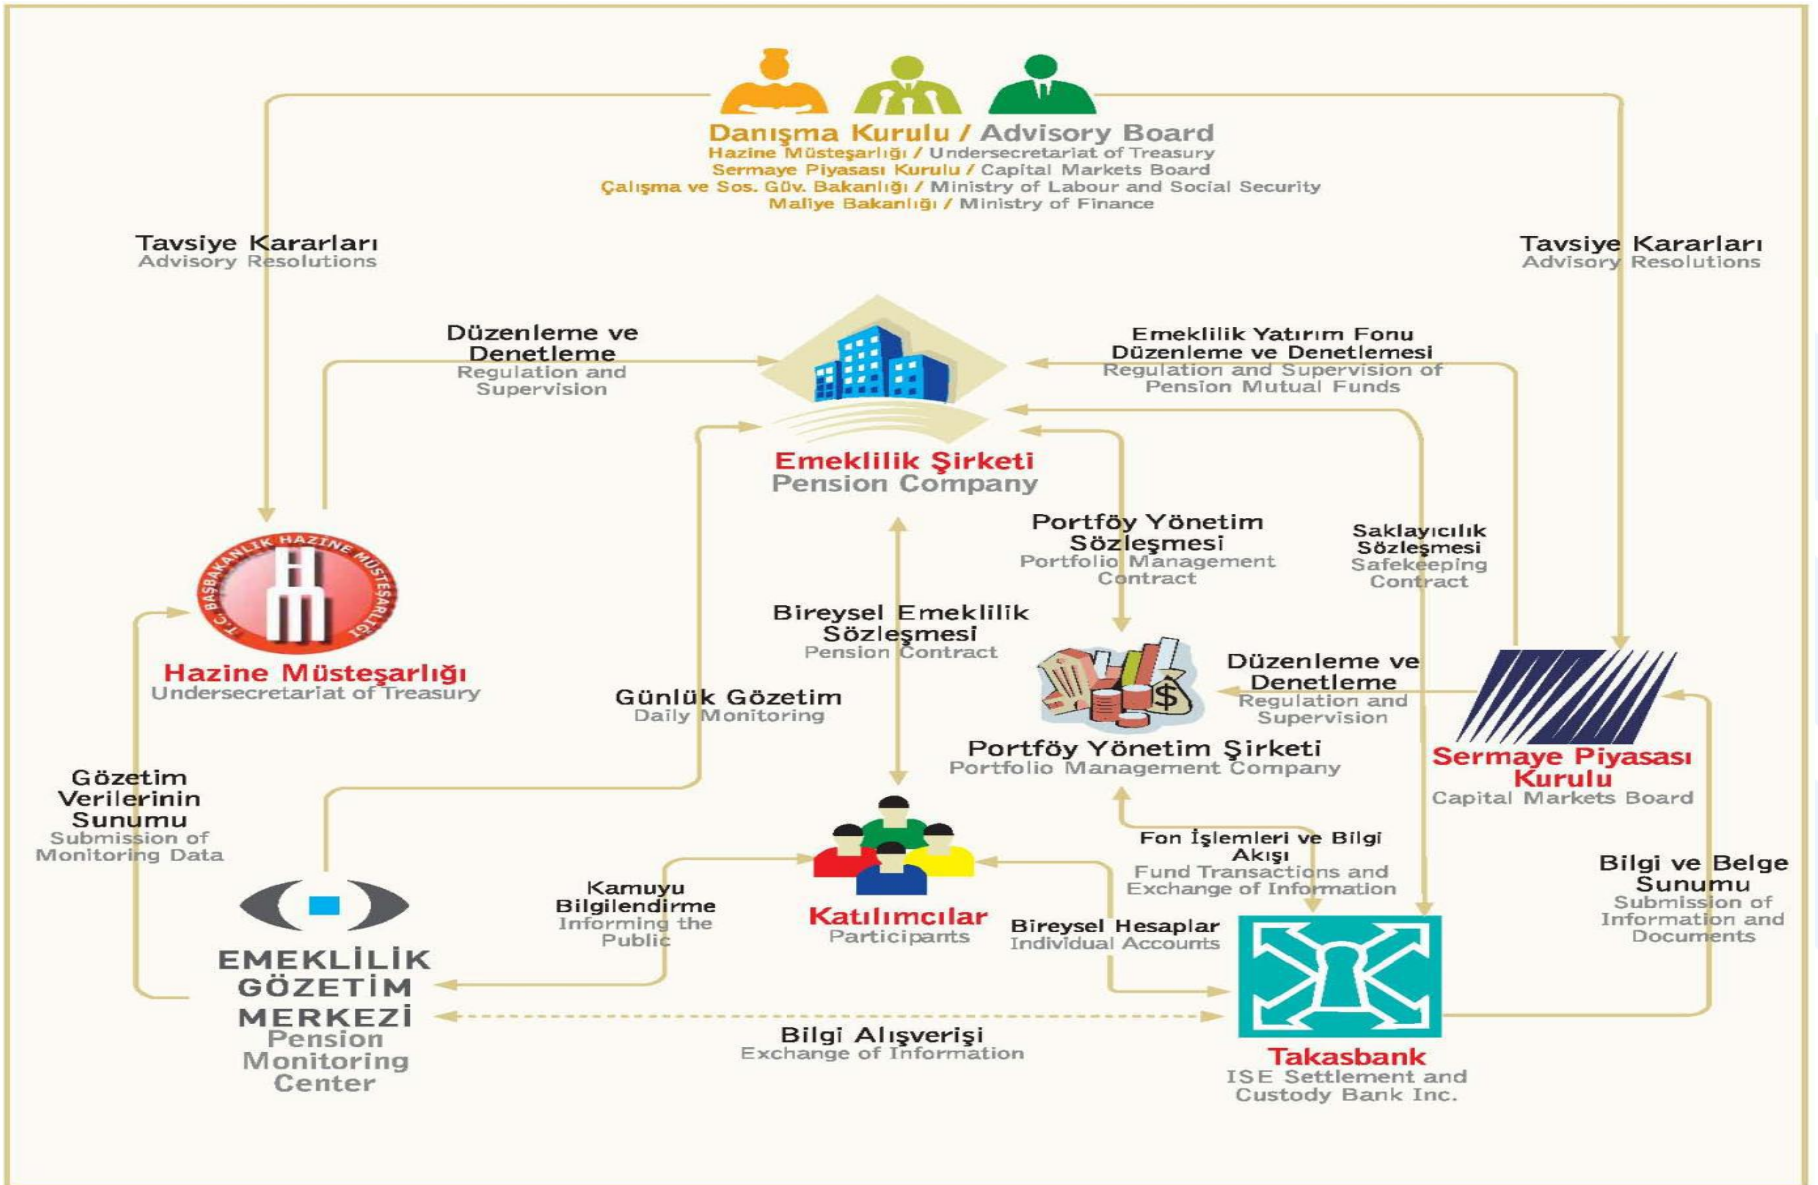 Danışma Kurulu / Advisory Board
Hazine Müsteşarlığı / Undersecretariat of Treasury
Sermaye Piyasası Kurulu / Capital Markets Board
Çalışma ve Sos. Güv. Bakanlığı / Ministry of Labour and Social Security
Maliye Bakanlığı / Ministry of Finance
Tavsiye Kararları
Advisory Resolutions
Tavsiye Kararları
Advisory Resolutions
Düzenleme ve
Denetleme
Regulation and
Supervision
Emeklilik Yatırım Fonu
Düzenleme ve Denetlemesi
Regulation and Supervision of
Pension Mutual Funds
Emeklilik Şirketi
Pension Company
T.C. BAŞBAKANLIK HAZİNE MÜSTEŞARLIĞI
HM
Hazine Müsteşarlığı
Undersecretariat of Treasury
Portföy Yönetim
Sözleşmesi
Portfolio Management
Contract
Saklayıcılık
Sözleşmesi
Safekeeping
Contract
Bireysel Emeklilik
Sözleşmesi
Pension Contract
Günlük Gözetim
Daily Monitoring
$
Portföy Yönetim Şirketi
Portfolio Management Company
Düzenleme ve
Denetleme
Regulation and
Supervision
Sermaye Piyasası
Kurulu
Capital Markets Board
Gözetim
Verilerinin
Sunumu
Submission of
Monitoring Data
Fon İşlemleri ve Bilgi
Akışı
Fund Transactions and
Exchange of Information
Bilgi ve Belge
Sunumu
Submission of
Information and
Documents
Kamuyu
Bilgilendirme
Informing the
Public
Katılımcılar
Participants
Bireysel Hesaplar
Individual Accounts
EMEKLİLİK
GÖZETİM
MERKEZİ
Pension
Monitoring
Center
Bilgi Alışverişi
Exchange of Information
Takasbank
ISE Settlement and
Custody Bank Inc.